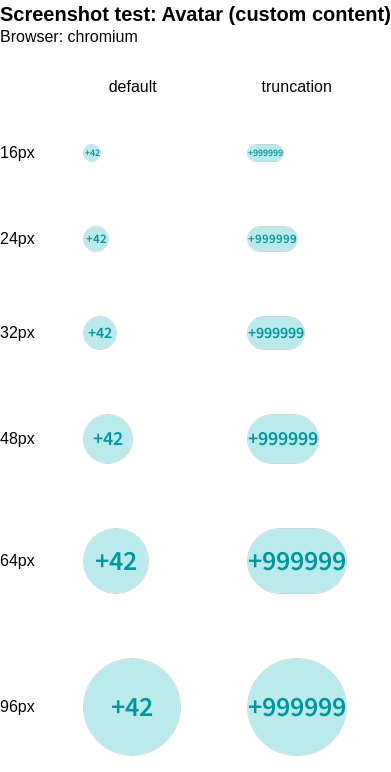 Screenshot test: Avatar (custom content)
Browser: chromium
default truncation
16px +42 +999999
24px +42 +999999
32px +42 +999999
48px +42 +999999
64px +42 +999999
96px +42 +999999